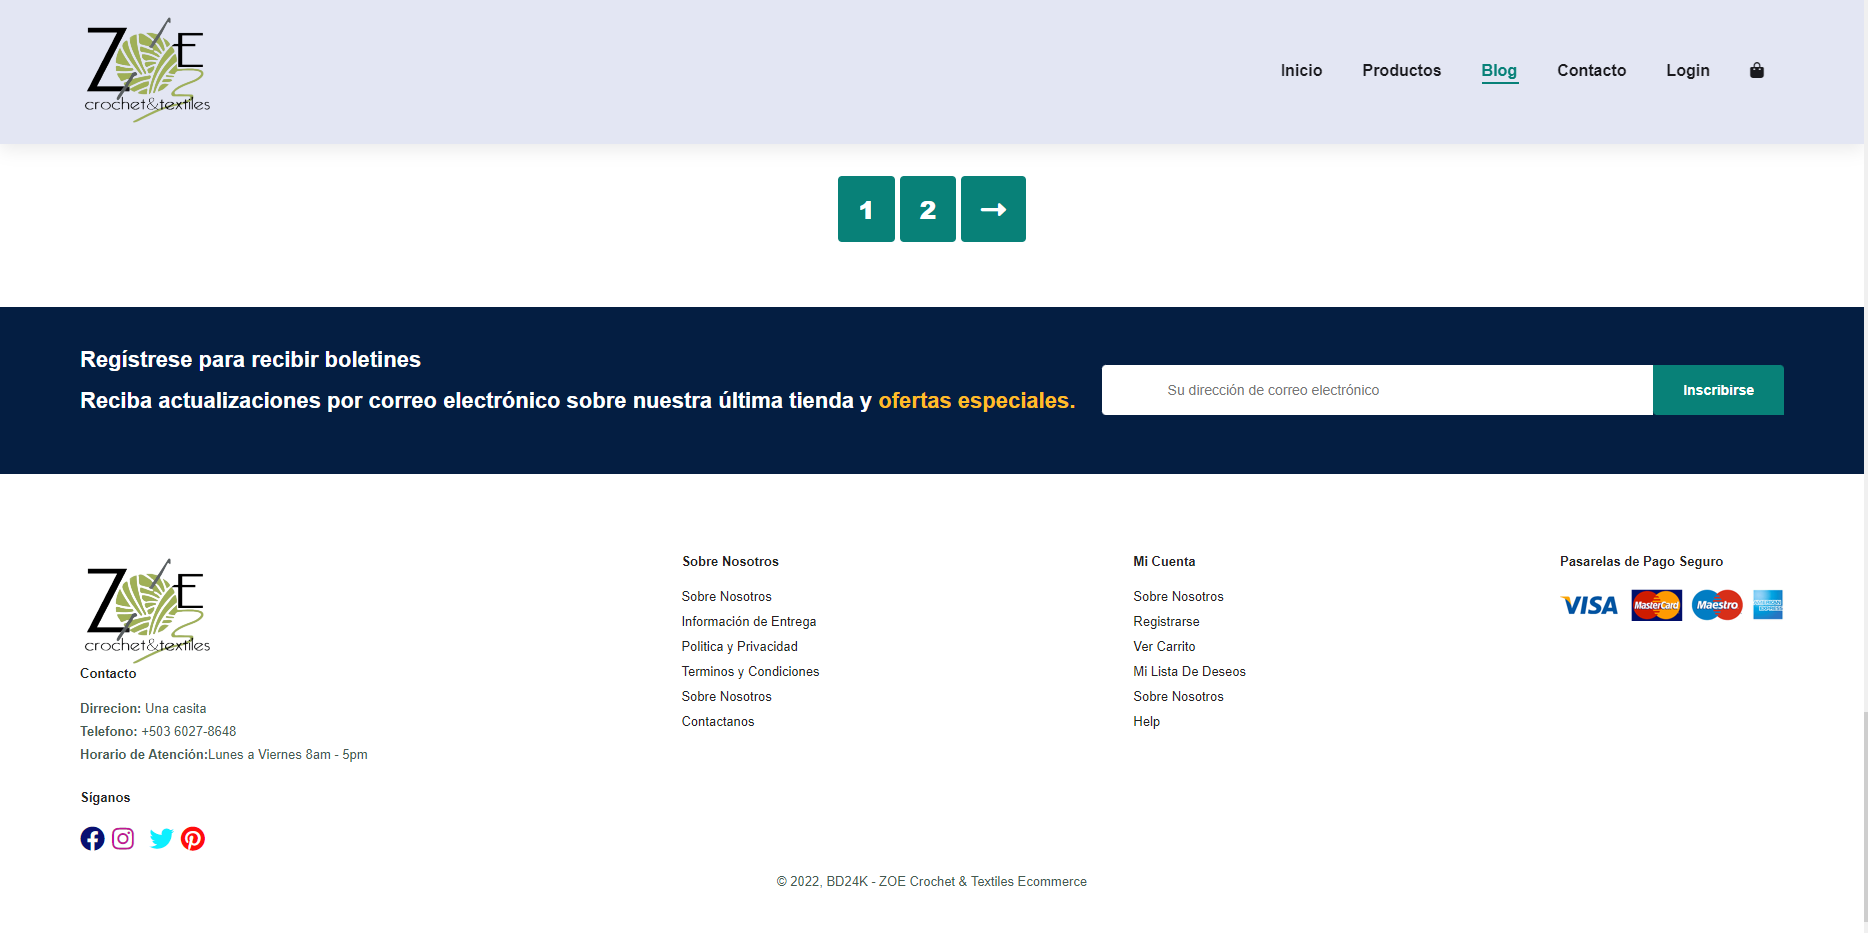 ZOE
crochet&textiles
Inicio
Productos
Blog
Contacto
Login
1
2
Regístrese para recibir boletines
Reciba actualizaciones por correo electrónico sobre nuestra última tienda y ofertas especiales.
Su dirección de correo electrónico
Inscribirse
ZOE
crochet&textiles
Contacto
Dirrecion: Una casita
Telefono: +503 6027-8648
Horario de Atención:Lunes a Viernes 8am - 5pm
Síganos
Sobre Nosotros
Sobre Nosotros
Información de Entrega
Politica y Privacidad
Terminos y Condiciones
Sobre Nosotros
Contactanos
Mi Cuenta
Sobre Nosotros
Registrarse
Ver Carrito
Mi Lista De Deseos
Sobre Nosotros
Help
Pasarelas de Pago Seguro
VISA
MasterCard
Maestro
AMERICAN
EXPRESS
© 2022, BD24K - ZOE Crochet & Textiles Ecommerce